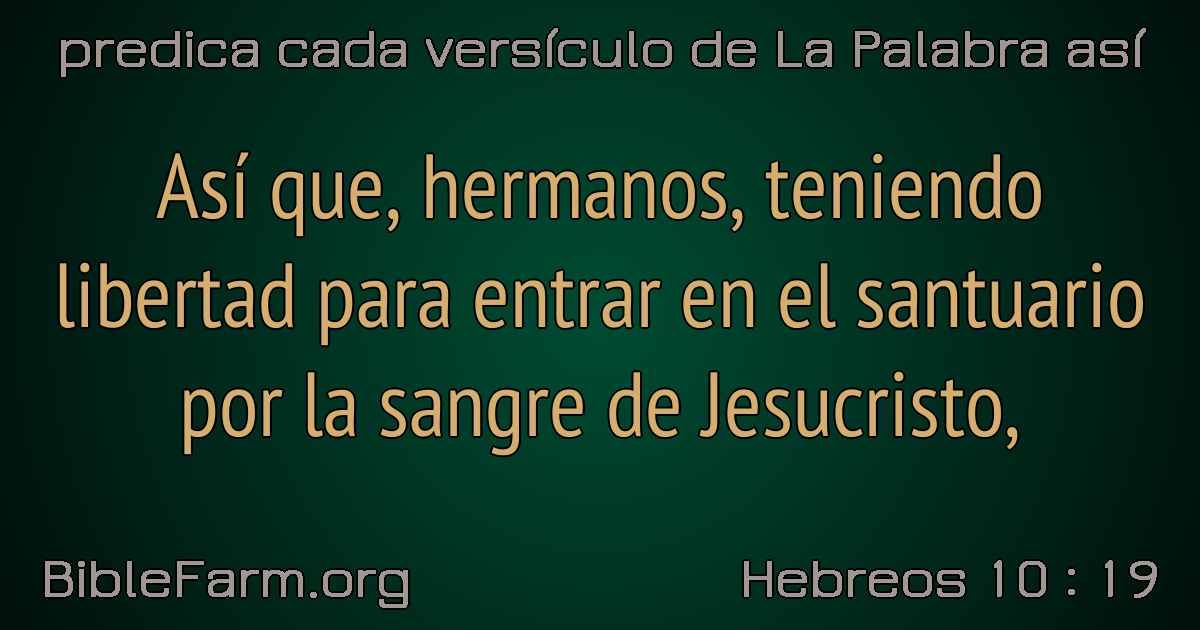 predica cada versículo de La Palabra así
Así que, hermanos, teniendo
libertad para entrar en el santuario
por la sangre de Jesucristo,
BibleFarm.org
Hebreos 10 : 19